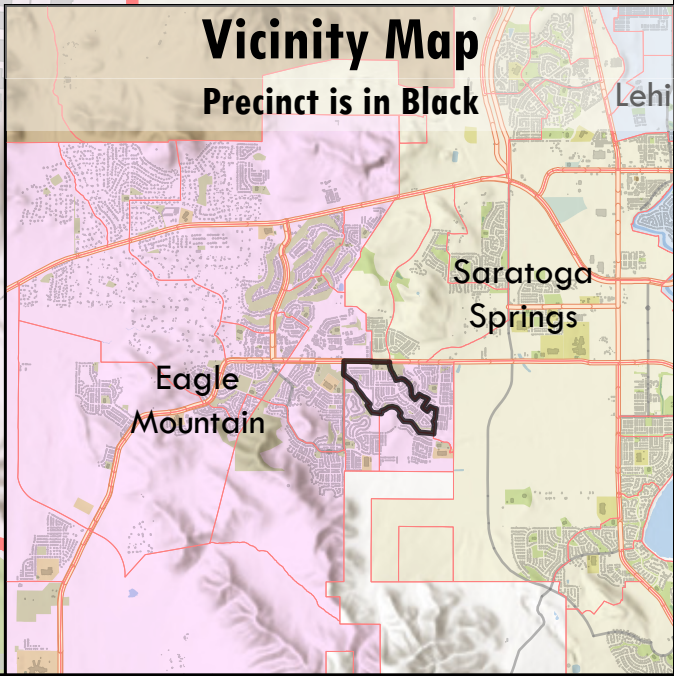 Vicinity Map
Precinct is in Black
Lehi
Saratoga
Springs
Eagle
Mountain